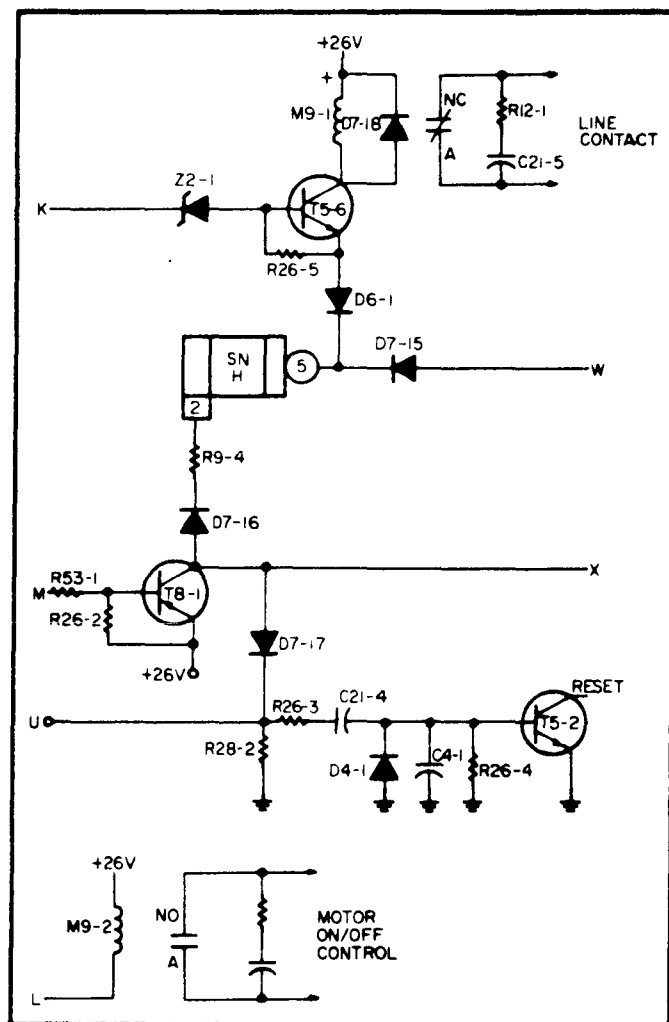 +26V
+
M9-1
D7-18
NC
A
R12-1
C21-5
LINE
CONTACT
Z2-1
K
T5-6
R26-5
D6-1
SN
H
5
D7-15
W
2
R9-4
D7-16
R53-1
M
T8-1
X
R26-2
+26V
D7-17
U
R26-3
C21-4
RESET
T5-2
R28-2
D4-1
C4-1
R26-4
+26V
M9-2
L
NO
A
MOTOR
ON/OFF
CONTROL